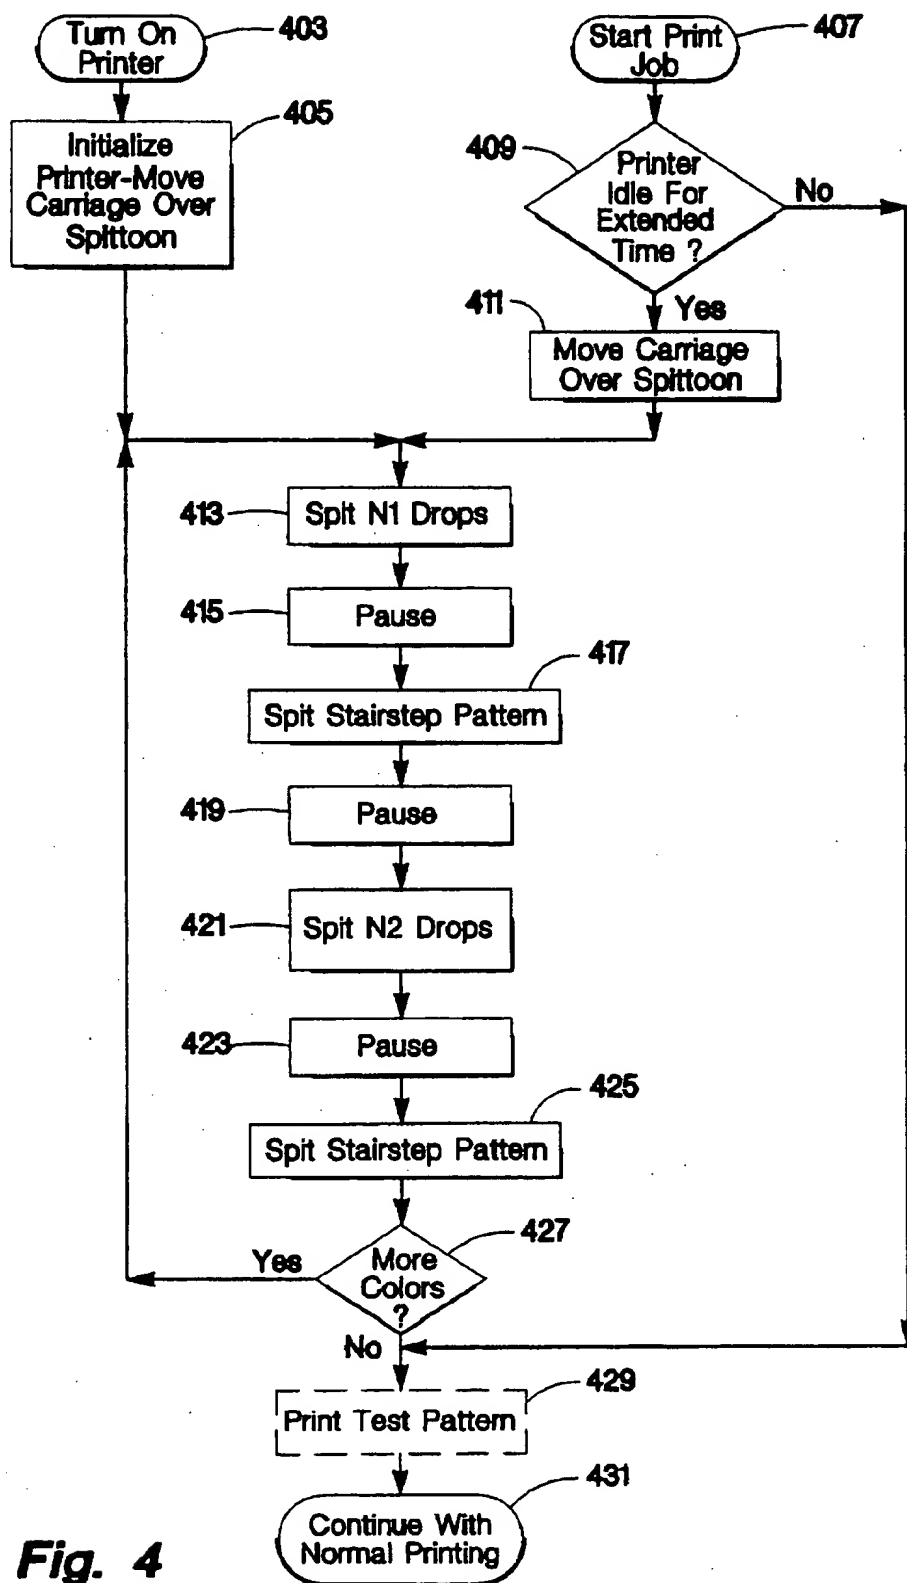 Turn On
Printer
403
Start Print
Job
407
405
Initialize
Printer-Move
Carriage Over
Spittoon
409
Printer
Idle For
Extended
Time ?
No
Yes
411
Move Carriage
Over Spittoon
413
Spit N1 Drops
415
Pause
417
Spit Stairstep Pattern
419
Pause
421
Spit N2 Drops
423
Pause
425
Spit Stairstep Pattern
427
More
Colors
?
Yes
No
429
Print Test Pattern
431
Continue With
Normal Printing
Fig. 4